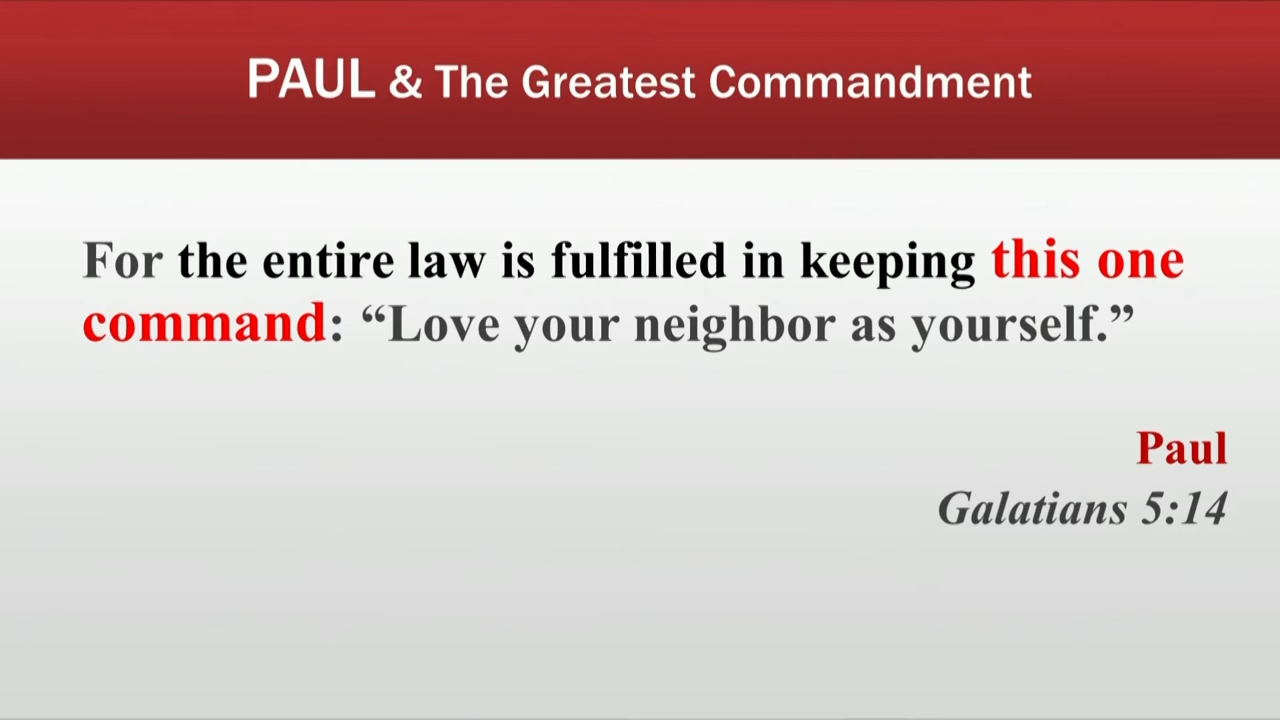 PAUL & The Greatest Commandment
For the entire law is fulfilled in keeping this one
command: “Love your neighbor as yourself.”
Paul
Galatians 5:14